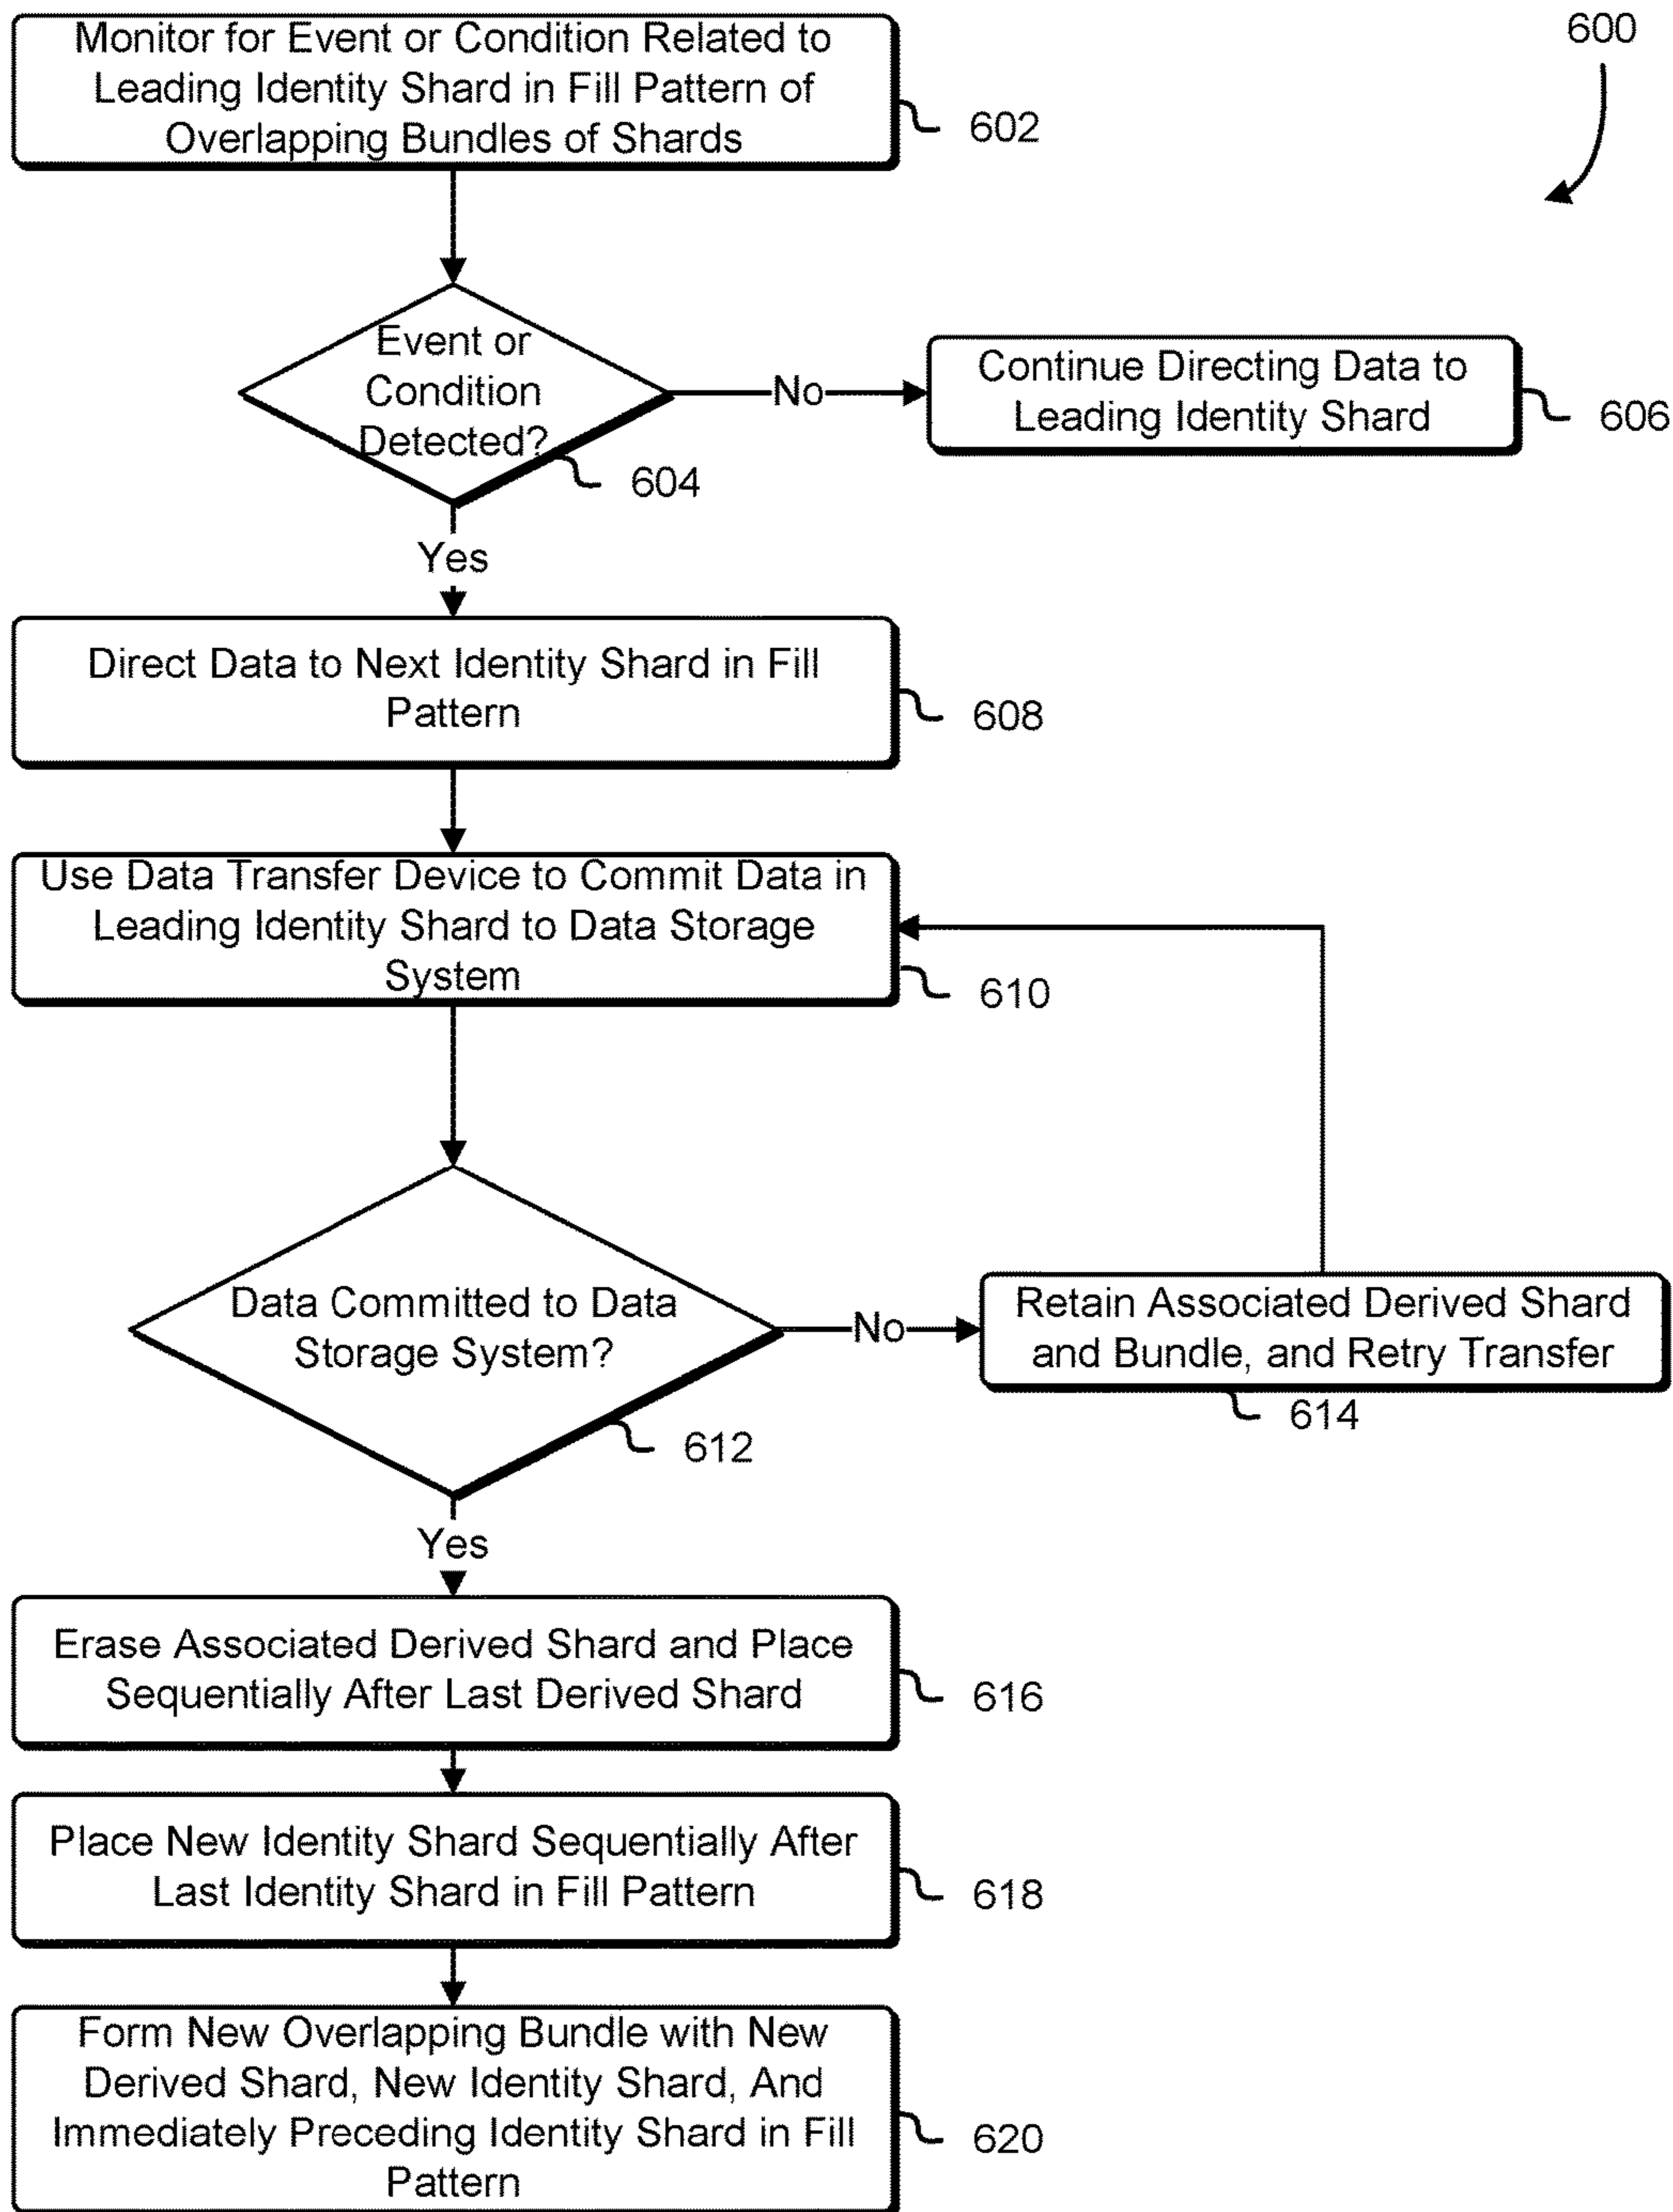 600
Monitor for Event or Condition Related to
Leading Identity Shard in Fill Pattern of
Overlapping Bundles of Shards
602
Event or
Condition
Detected?
604
No
Continue Directing Data to
Leading Identity Shard
606
Yes
Direct Data to Next Identity Shard in Fill
Pattern
608
Use Data Transfer Device to Commit Data in
Leading Identity Shard to Data Storage
System
610
Data Committed to Data
Storage System?
612
No
Retain Associated Derived Shard
and Bundle, and Retry Transfer
614
Yes
Erase Associated Derived Shard and Place
Sequentially After Last Derived Shard
616
Place New Identity Shard Sequentially After
Last Identity Shard in Fill Pattern
618
Form New Overlapping Bundle with New
Derived Shard, New Identity Shard, And
Immediately Preceding Identity Shard in Fill
Pattern
620